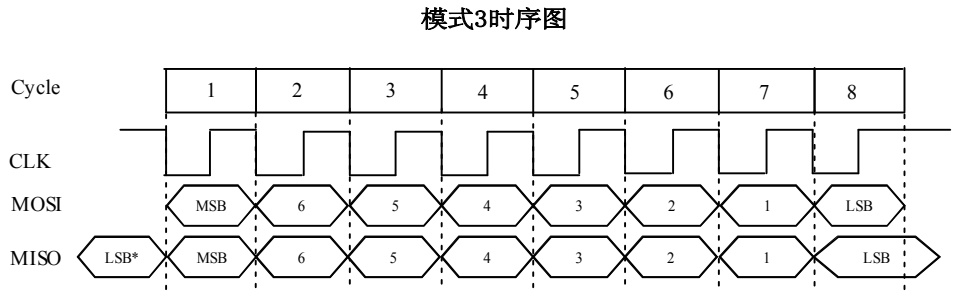 模式3时序图
Cycle 1 2 3 4 5 6 7 8
CLK
MOSI MSB 6 5 4 3 2 1 LSB
MISO LSB* MSB 6 5 4 3 2 1 LSB